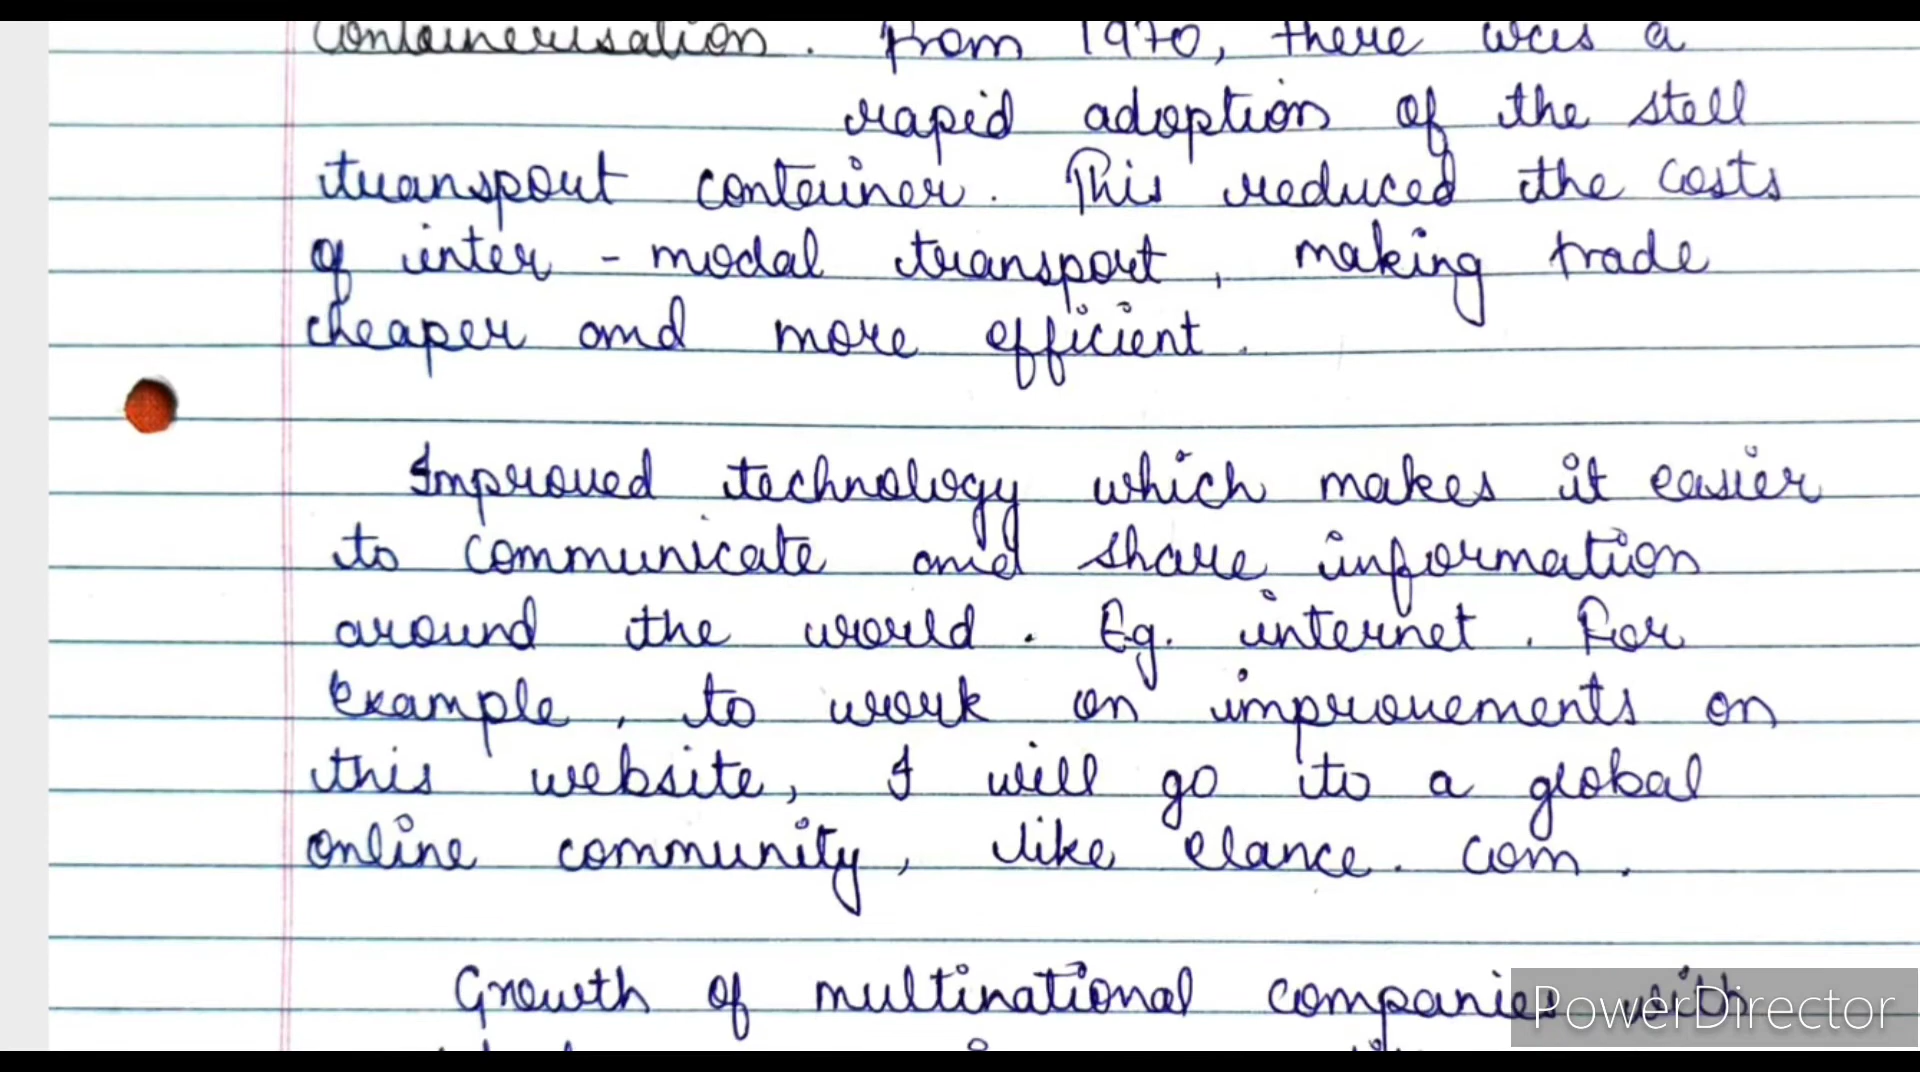 Containerisation. From 1970, there was a
rapid adoption of the stell
transport container. This reduced the costs
of inter - modal transport, making trade
cheaper and more efficient.
Improved technology which makes it easier
to communicate and share information
around the world. Eg. internet. For
Example, to work on improvements on
this website, I will go to a global
online community, like elance. com.
Growth of multinational companies with
PowerDirector